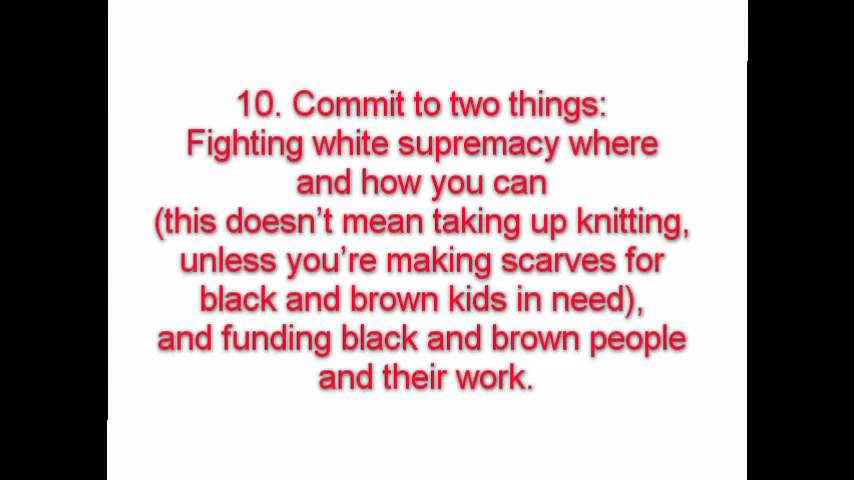 10. Commit to two things:
Fighting white supremacy where
and how you can
(this doesn’t mean taking up knitting,
unless you’re making scarves for
black and brown kids in need),
and funding black and brown people
and their work.